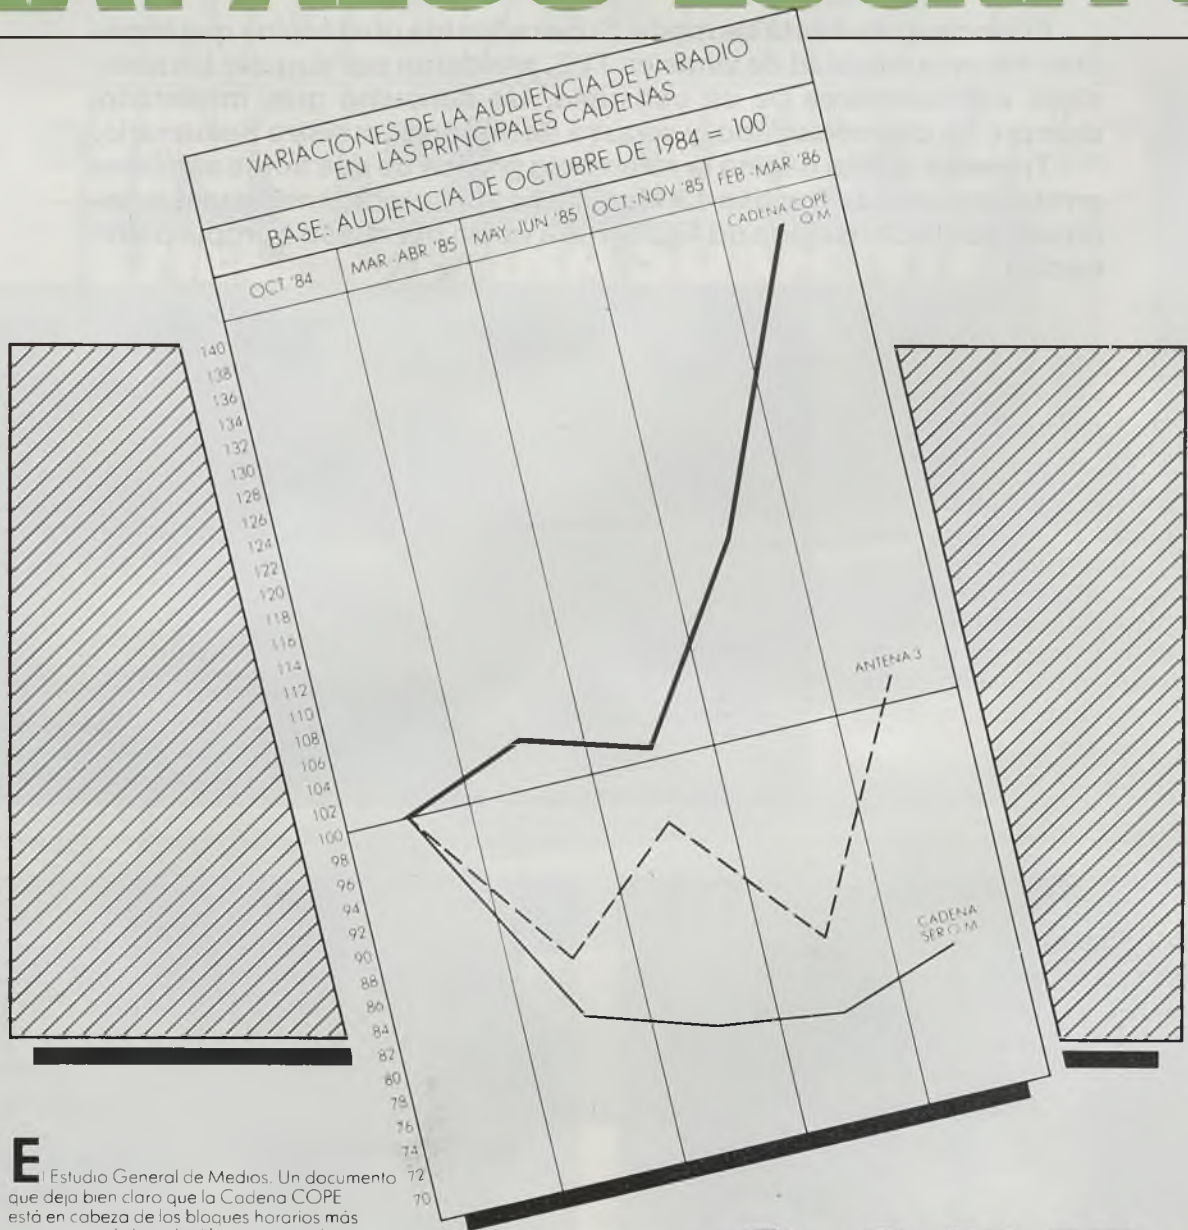 VARIACIONES DE LA AUDIENCIA DE LA RADIO
EN LAS PRINCIPALES CADENAS
BASE: AUDIENCIA DE OCTUBRE DE 1984 = 100
OCT '84
MAR-ABR '85
MAY-JUN '85
OCT-NOV '85
FEB-MAR '86
CADENA COPE
O M
140
138
136
134
132
130
128
126
124
122
120
118
116
114
112
110
108
106
104
102
100
98
96
94
92
90
88
86
84
82
80
78
76
74
72
70
ANTENA 3
CADENA
SER O.M.
El Estudio General de Medios. Un documento
que deja bien claro que la Cadena COPE
está en cabeza de los bloques horarios más